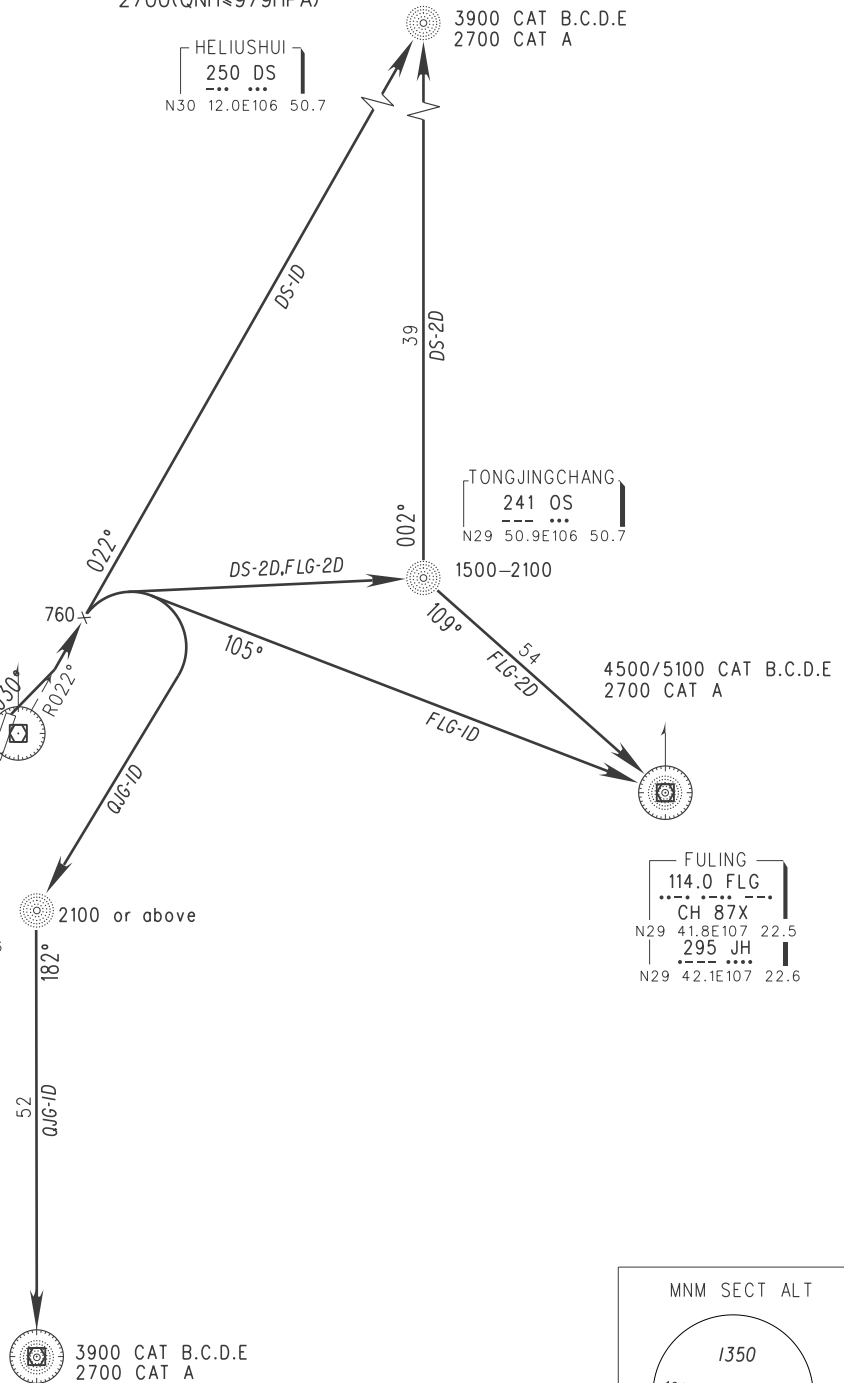 2700(QNH≤979HPA)
3900 CAT B.C.D.E
2700 CAT A
HELIUSHUI
250 DS
N30 12.0E106 50.7
DS-1D
39
DS-2D
TONGJINGCHANG
241 OS
N29 50.9E106 50.7
002°
022°
DS-2D,FLG-2D
1500-2100
760
109°
105°
54
FLG-2D
4500/5100 CAT B.C.D.E
2700 CAT A
030°
R022°
FLG-1D
QJG-1D
FULING
114.0 FLG
CH 87X
N29 41.8E107 22.5
295 JH
N29 42.1E107 22.6
2100 or above
182°
52
QJG-1D
MNM SECT ALT
1350
3900 CAT B.C.D.E
2700 CAT A